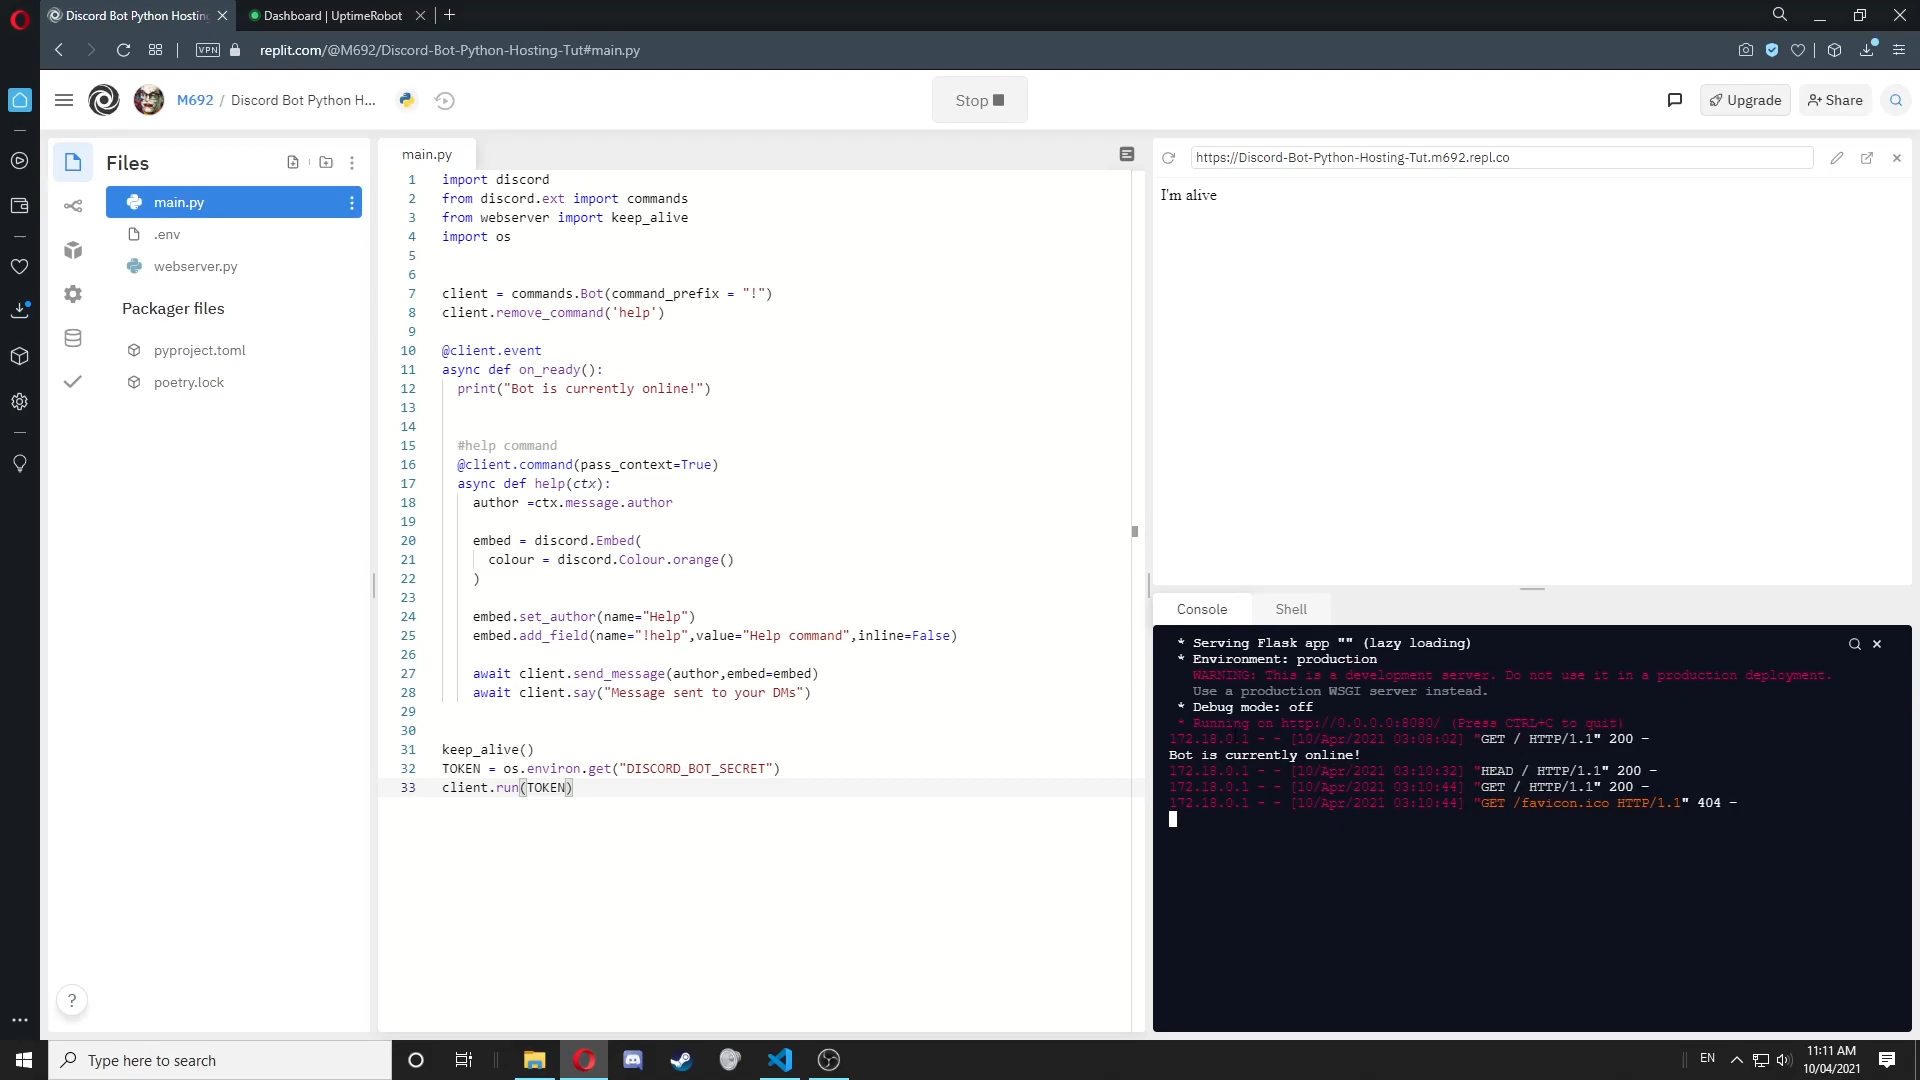 Discord Bot Python Hosting
Dashboard | UptimeRobot
VPN
replit.com/@M692/Discord-Bot-Python-Hosting-Tut#main.py
M692 / Discord Bot Python H...
Stop
Upgrade
Share
Files
main.py
.env
webserver.py
Packager files
pyproject.toml
poetry.lock
?
main.py
1 import discord
2 from discord.ext import commands
3 from webserver import keep_alive
4 import os
5
6
7 client = commands.Bot(command_prefix = "!")
8 client.remove_command('help')
9
10 @client.event
11 async def on_ready():
12 print("Bot is currently online!")
13
14
15 #help command
16 @client.command(pass_context=True)
17 async def help(ctx):
18 author =ctx.message.author
19
20 embed = discord.Embed(
21 colour = discord.Colour.orange()
22 )
23
24 embed.set_author(name="Help")
25 embed.add_field(name="!help",value="Help command",inline=False)
26
27 await client.send_message(author,embed=embed)
28 await client.say("Message sent to your DMs")
29
30
31 keep_alive()
32 TOKEN = os.environ.get("DISCORD_BOT_SECRET")
33 client.run(TOKEN)
https://Discord-Bot-Python-Hosting-Tut.m692.repl.co
I'm alive
Console
Shell
* Serving Flask app "" (lazy loading)
* Environment: production
WARNING: This is a development server. Do not use it in a production deployment.
Use a production WSGI server instead.
* Debug mode: off
* Running on http://0.0.0.0:8080/ (Press CTRL+C to quit)
172.18.0.1 - - [10/Apr/2021 03:08:02] "GET / HTTP/1.1" 200 -
Bot is currently online!
172.18.0.1 - - [10/Apr/2021 03:10:32] "HEAD / HTTP/1.1" 200 -
172.18.0.1 - - [10/Apr/2021 03:10:44] "GET / HTTP/1.1" 200 -
172.18.0.1 - - [10/Apr/2021 03:10:44] "GET /favicon.ico HTTP/1.1" 404 -
Type here to search
EN
11:11 AM
10/04/2021